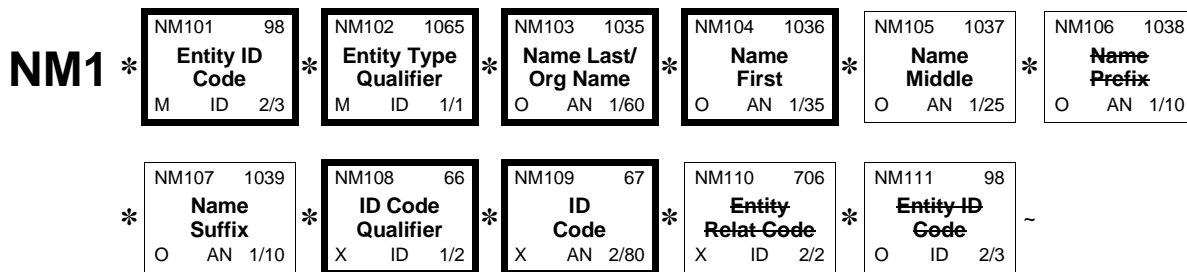 NM101 98 NM102 1065 NM103 1035 NM104 1036 NM105 1037 NM106 1038
NM1 * Entity ID Code * Entity Type Qualifier * Name Last/ Org Name * Name First * Name Middle * Name Prefix
M ID 2/3 M ID 1/1 O AN 1/60 O AN 1/35 O AN 1/25 O AN 1/10
NM107 1039 NM108 66 NM109 67 NM110 706 NM111 98
* Name Suffix * ID Code Qualifier * ID Code * Entity Relat Code * Entity ID Code ~
O AN 1/10 X ID 1/2 X AN 2/80 X ID 2/2 O ID 2/3